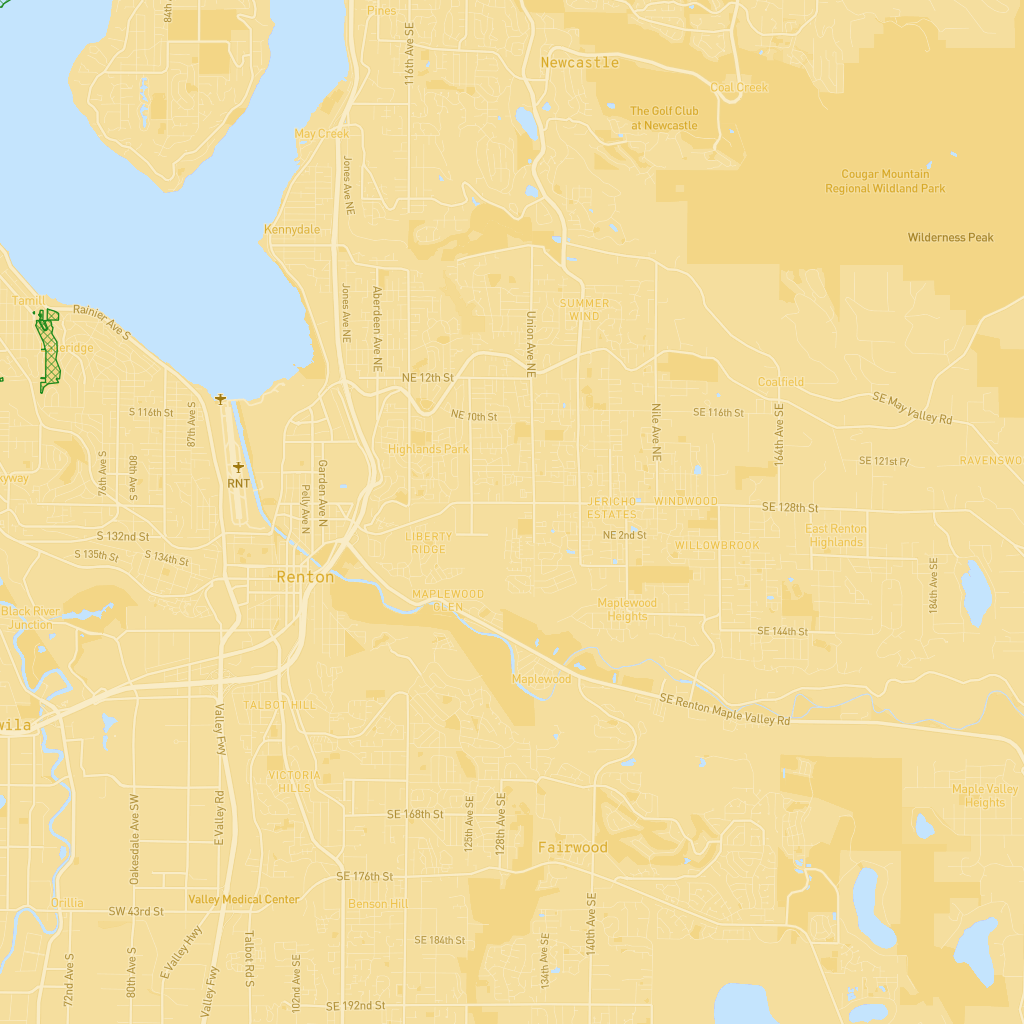 84th
Pines
116th Ave SE
Newcastle
Coal Creek
The Golf Club
at Newcastle
May Creek
Jones Ave NE
Cougar Mountain
Regional Wildland Park
Kennydale
Wilderness Peak
Tanill
Rainier Ave S
Jones Ave NE
Aberdeen Ave NE
SUMMER
WIND
Union Ave NE
eridge
NE 12th St
Coalfield
S 116th St
87th Ave S
NE 10th St
Nile Ave NE
SE 116th St
164th Ave SE
SE May Valley Rd
Highlands Park
76th Ave S
80th Ave S
RNT
Garden Ave N
Pelly Ave N
SE 121st Pl
RAVENSWO
kyway
JERICHO
ESTATES
WINDWOOD
SE 128th St
S 132nd St
LIBERTY
RIDGE
NE 2nd St
East Renton
Highlands
WILLOWBROOK
S 135th St
S 134th St
Renton
MAPLEWOOD
GLEN
184th Ave SE
Black River
Junction
Maplewood
Heights
SE 144th St
Maplewood
SE Renton Maple Valley Rd
TALBOT HILL
wila
Valley Fwy
VICTORIA
HILLS
Maple Valley
Heights
Oakesdale Ave SW
E Valley Rd
SE 168th St
125th Ave SE
128th Ave SE
Fairwood
SE 176th St
Orillia
SW 43rd St
Valley Medical Center
Benson Hill
140th Ave SE
E Valley Hwy
Talbot Rd S
SE 184th St
134th Ave SE
72nd Ave S
80th Ave S
Valley Fwy
102nd Ave SE
SE 192nd St